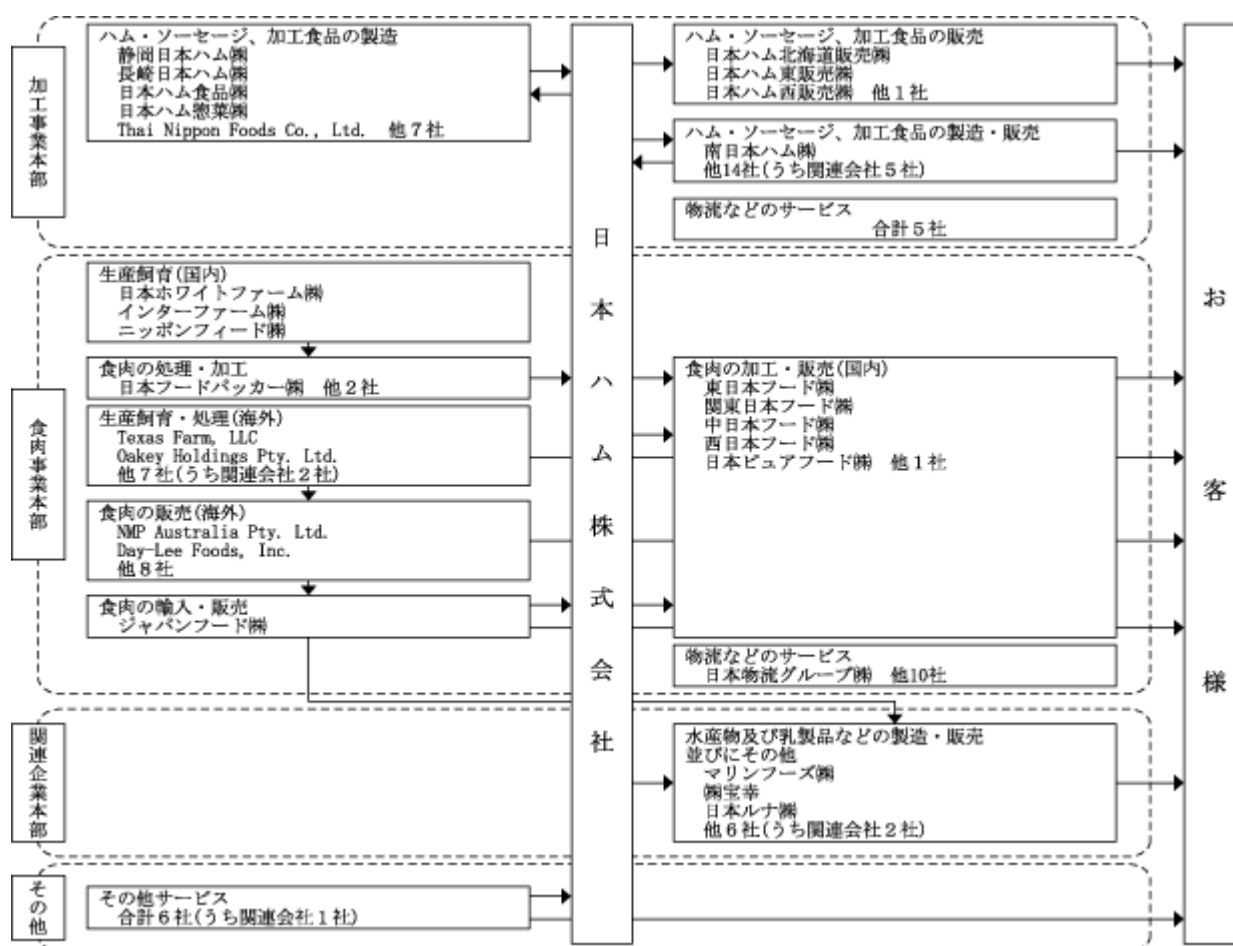 加工事業本部
ハム・ソーセージ、加工食品の製造
静岡日本ハム㈱
長崎日本ハム㈱
日本ハム食品㈱
日本ハム惣菜㈱
Thai Nippon Foods Co., Ltd. 他７社
ハム・ソーセージ、加工食品の販売
日本ハム北海道販売㈱
日本ハム東販売㈱
日本ハム西販売㈱ 他１社
ハム・ソーセージ、加工食品の製造・販売
南日本ハム㈱
他14社(うち関連会社５社)
物流などのサービス
合計５社
食肉事業本部
生産飼育(国内)
日本ホワイトファーム㈱
インターファーム㈱
ニッポンフィード㈱
食肉の処理・加工
日本フードパッカー㈱ 他２社
生産飼育・処理(海外)
Texas Farm, LLC
Oakey Holdings Pty. Ltd.
他７社(うち関連会社２社)
食肉の販売(海外)
NMP Australia Pty. Ltd.
Day-Lee Foods, Inc.
他８社
食肉の輸入・販売
ジャパンフード㈱
食肉の加工・販売(国内)
東日本フード㈱
関東日本フード㈱
中日本フード㈱
西日本フード㈱
日本ピュアフード㈱ 他１社
物流などのサービス
日本物流グループ㈱ 他10社
関連企業本部
水産物及び乳製品などの製造・販売
並びにその他
マリンフーズ㈱
㈱宝幸
日本ルナ㈱
他６社(うち関連会社２社)
その他
その他サービス
合計６社(うち関連会社１社)
日本ハム株式会社
お客様